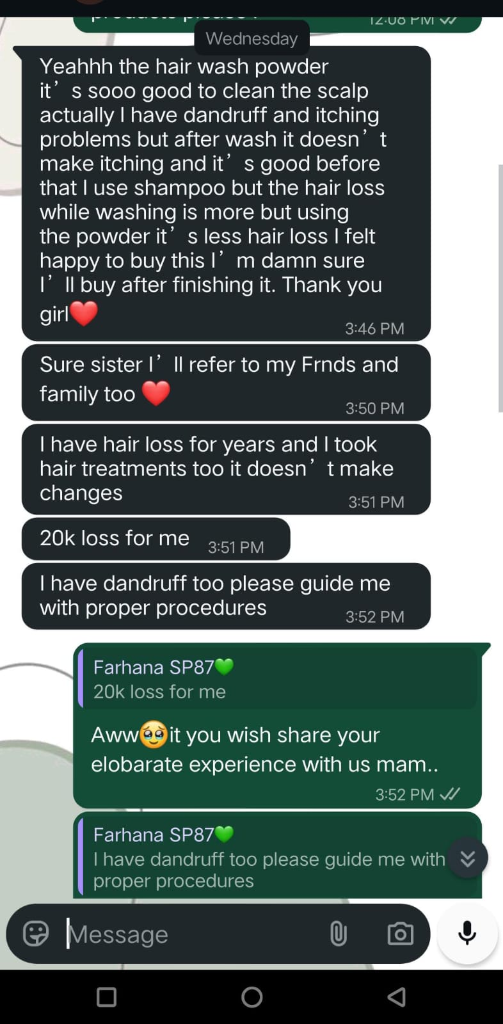 products please !
12:08 PM
Wednesday
Yeahhh the hair wash powder
it’s sooo good to clean the scalp
actually I have dandruff and itching
problems but after wash it doesn’t
make itching and it’s good before
that I use shampoo but the hair loss
while washing is more but using
the powder it’s less hair loss I felt
happy to buy this I’m damn sure
I’ll buy after finishing it. Thank you
girl❤️
3:46 PM
Sure sister I’ll refer to my Frnds and
family too ❤️
3:50 PM
I have hair loss for years and I took
hair treatments too it doesn’t make
changes
3:51 PM
20k loss for me
3:51 PM
I have dandruff too please guide me
with proper procedures
3:52 PM
Farhana SP87💚
20k loss for me
Aww🥹it you wish share your
elobarate experience with us mam..
3:52 PM
Farhana SP87💚
I have dandruff too please guide me with
proper procedures
Message